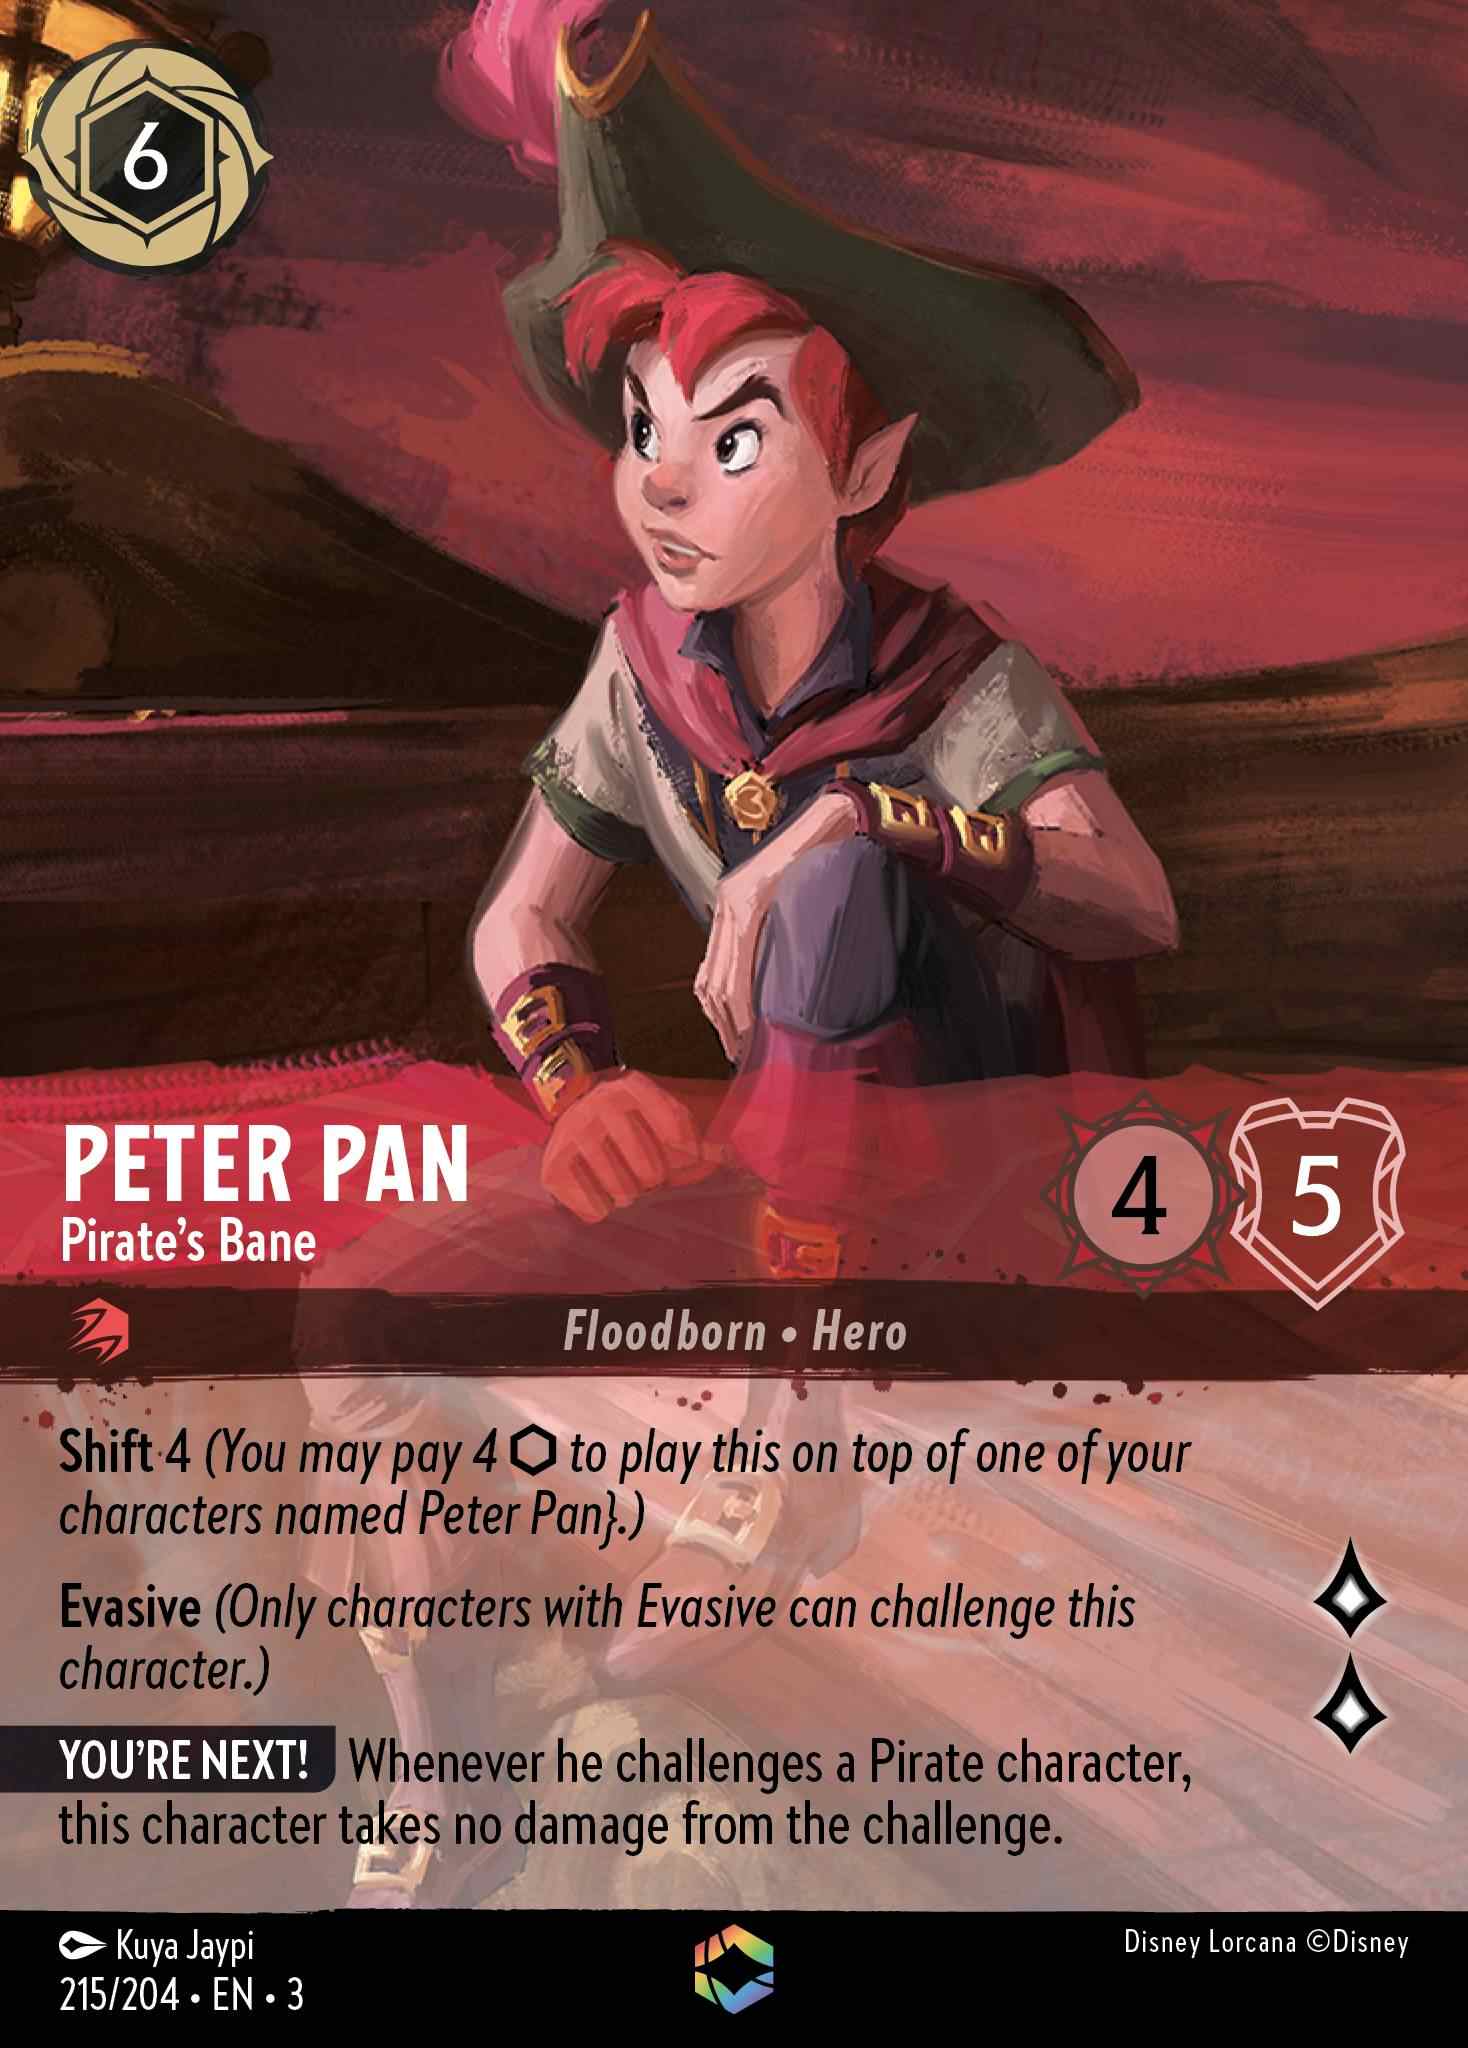 6
PETER PAN
Pirate's Bane
4 5
Floodborn • Hero
Shift 4 (You may pay 4 ⬡ to play this on top of one of your
characters named Peter Pan}.)
Evasive (Only characters with Evasive can challenge this
character.)
YOU'RE NEXT! Whenever he challenges a Pirate character,
this character takes no damage from the challenge.
Kuya Jaypi
Disney Lorcana ©Disney
215/204 • EN • 3